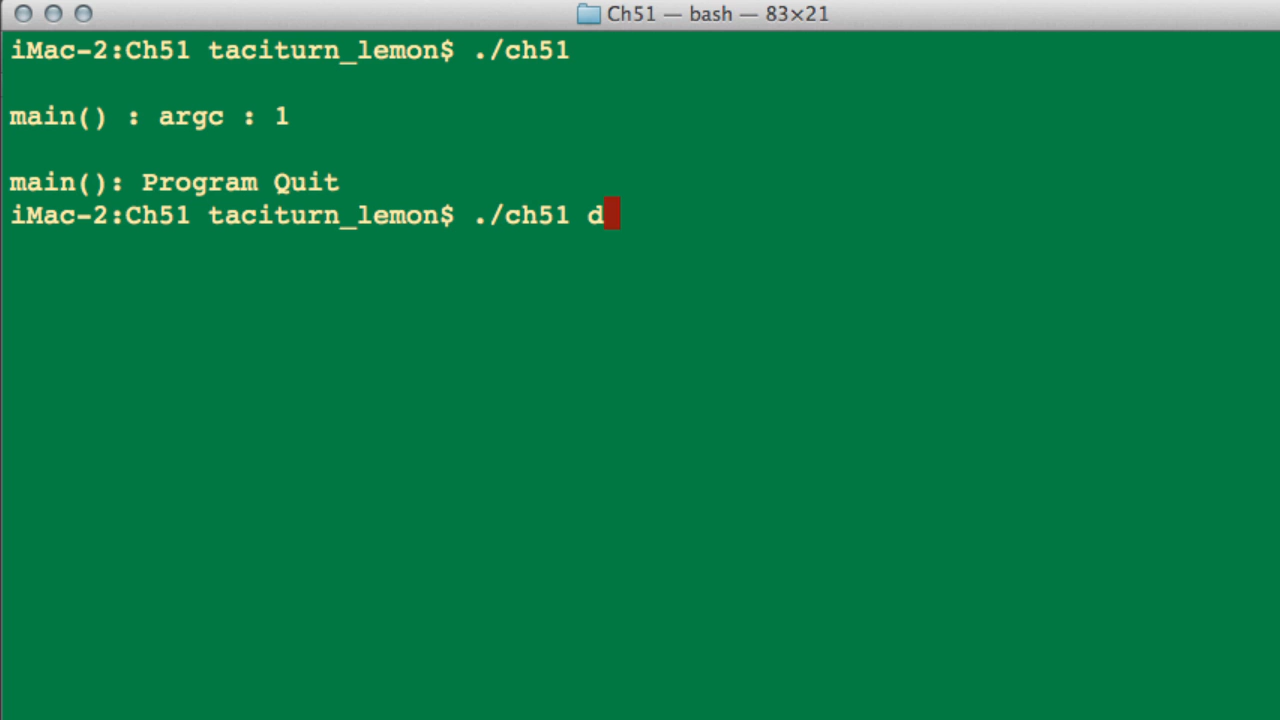 Ch51 — bash — 83×21
iMac-2:Ch51 taciturn_lemon$ ./ch51
main() : argc : 1
main(): Program Quit
iMac-2:Ch51 taciturn_lemon$ ./ch51 d